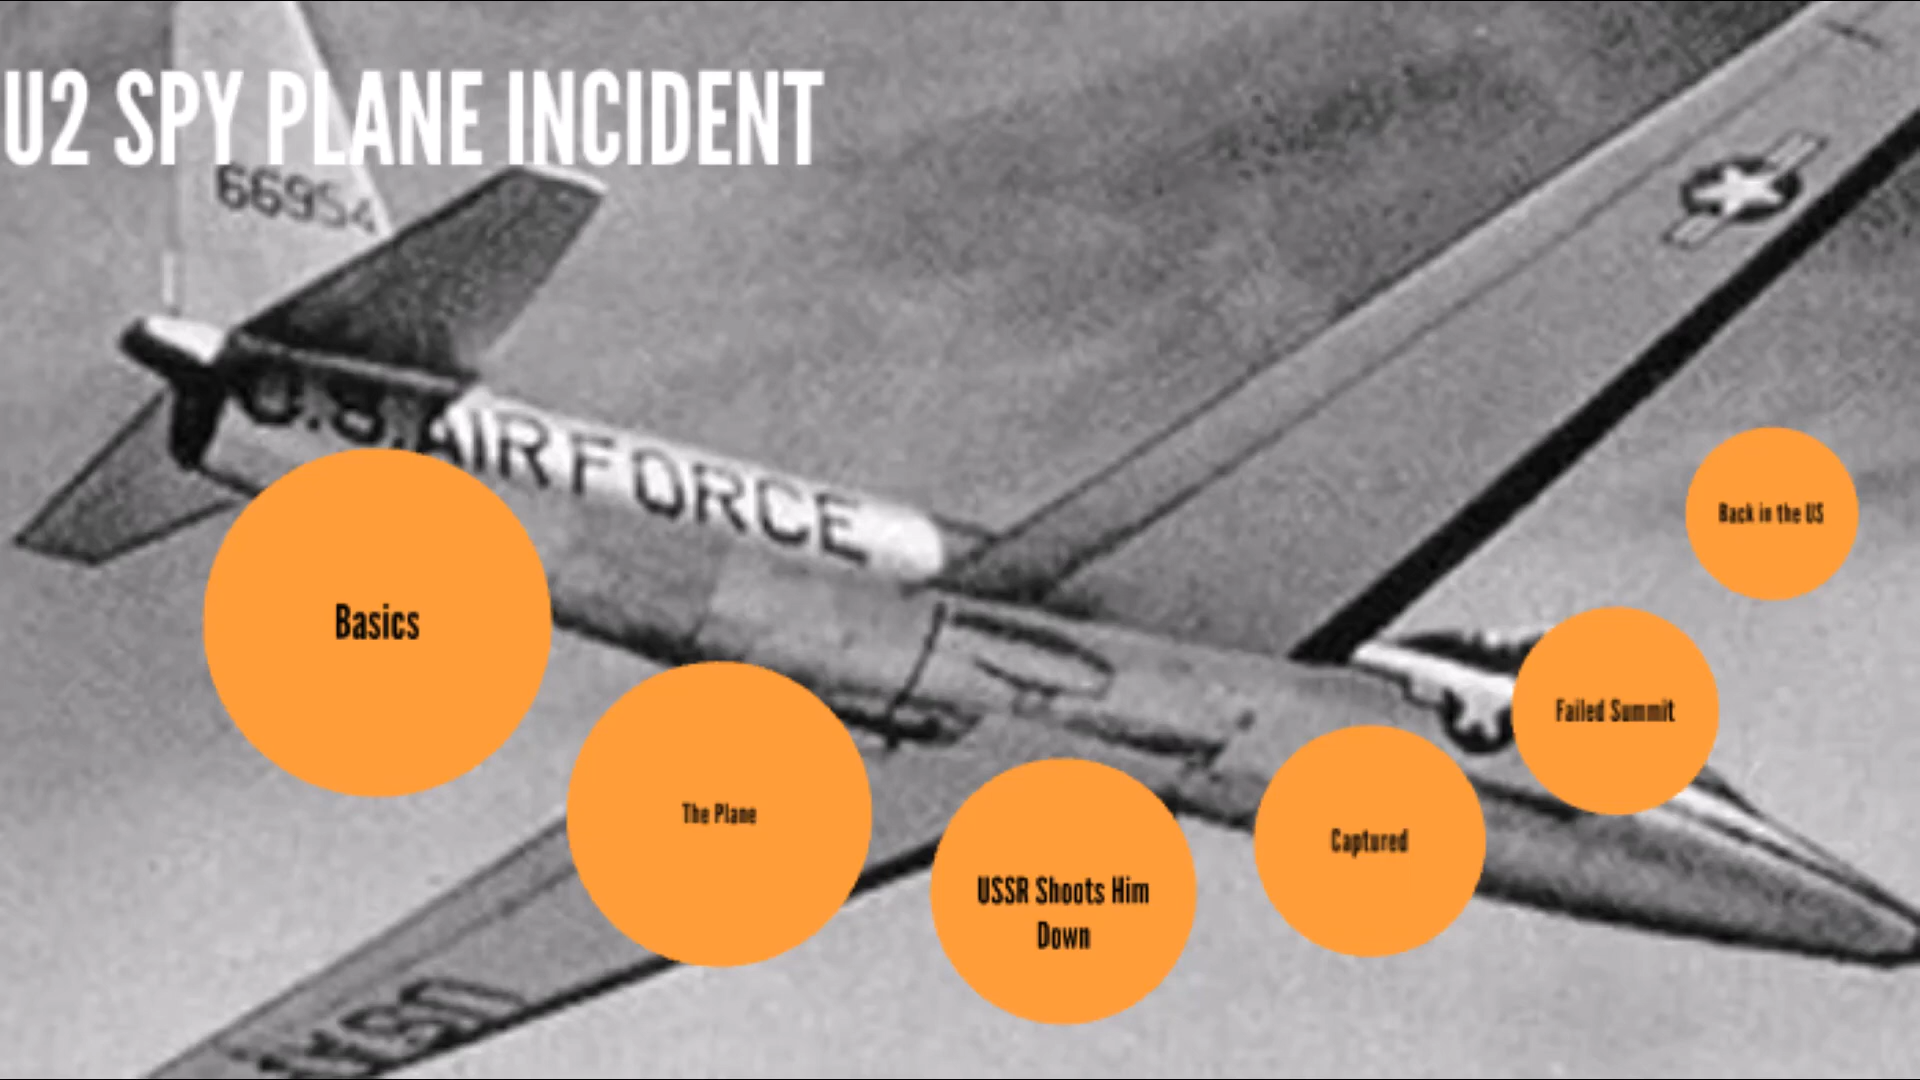 U2 SPY PLANE INCIDENT
66954
U.S. AIR FORCE
Back in the US
Basics
Failed Summit
The Plane
Captured
USSR Shoots Him
Down